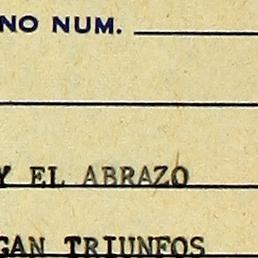 NO NUM.
Y EL ABRAZO
GAN TRIUNFOS